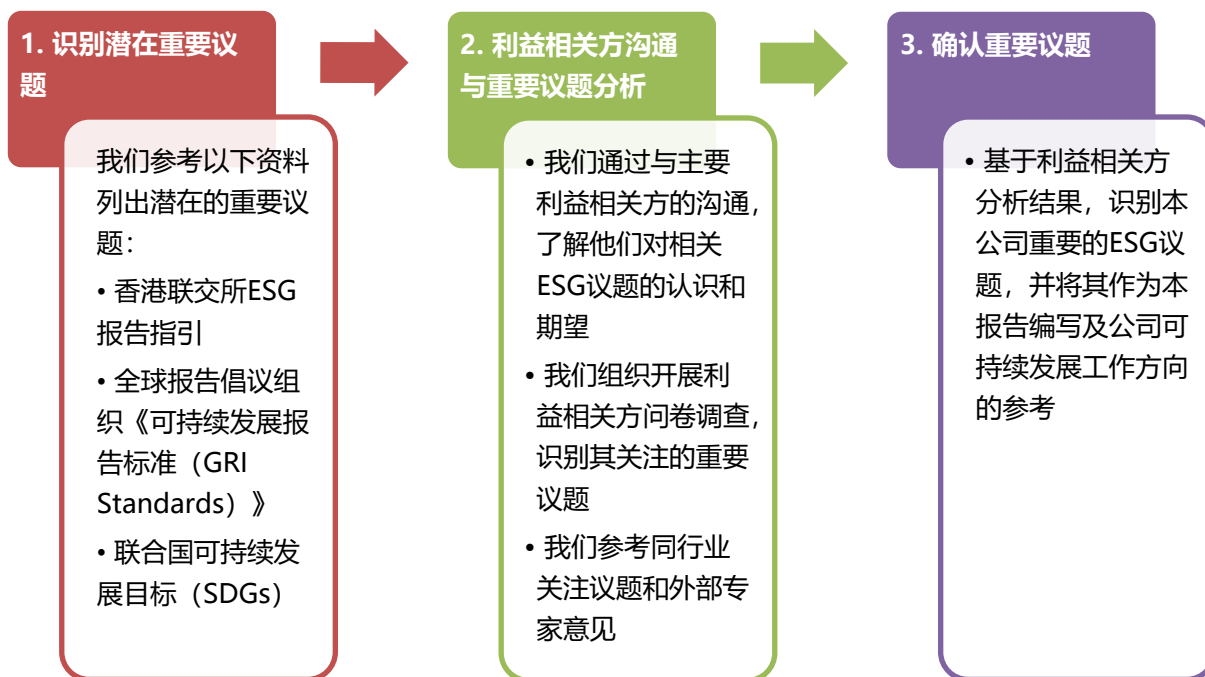 1. 识别潜在重要议
题
我们参考以下资料
列出潜在的重要议
题：
• 香港联交所ESG
报告指引
• 全球报告倡议组
织《可持续发展报
告标准（GRI
Standards）》
• 联合国可持续发
展目标（SDGs）
2. 利益相关方沟通
与重要议题分析
• 我们通过与主要
利益相关方的沟通，
了解他们对相关
ESG议题的认识和
期望
• 我们组织开展利
益相关方问卷调查，
识别其关注的重要
议题
• 我们参考同行业
关注议题和外部专
家意见
3. 确认重要议题
• 基于利益相关方
分析结果，识别本
公司重要的ESG议
题，并将其作为本
报告编写及公司可
持续发展工作方向
的参考